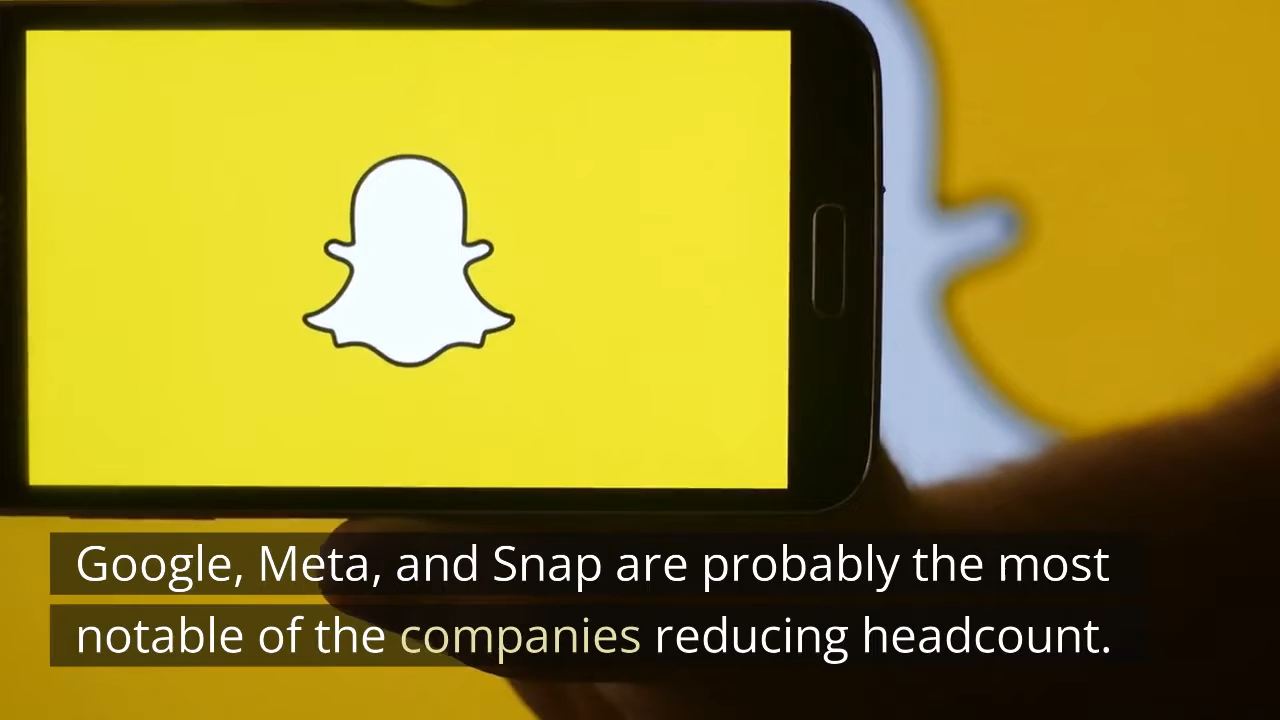 Google, Meta, and Snap are probably the most
notable of the companies reducing headcount.